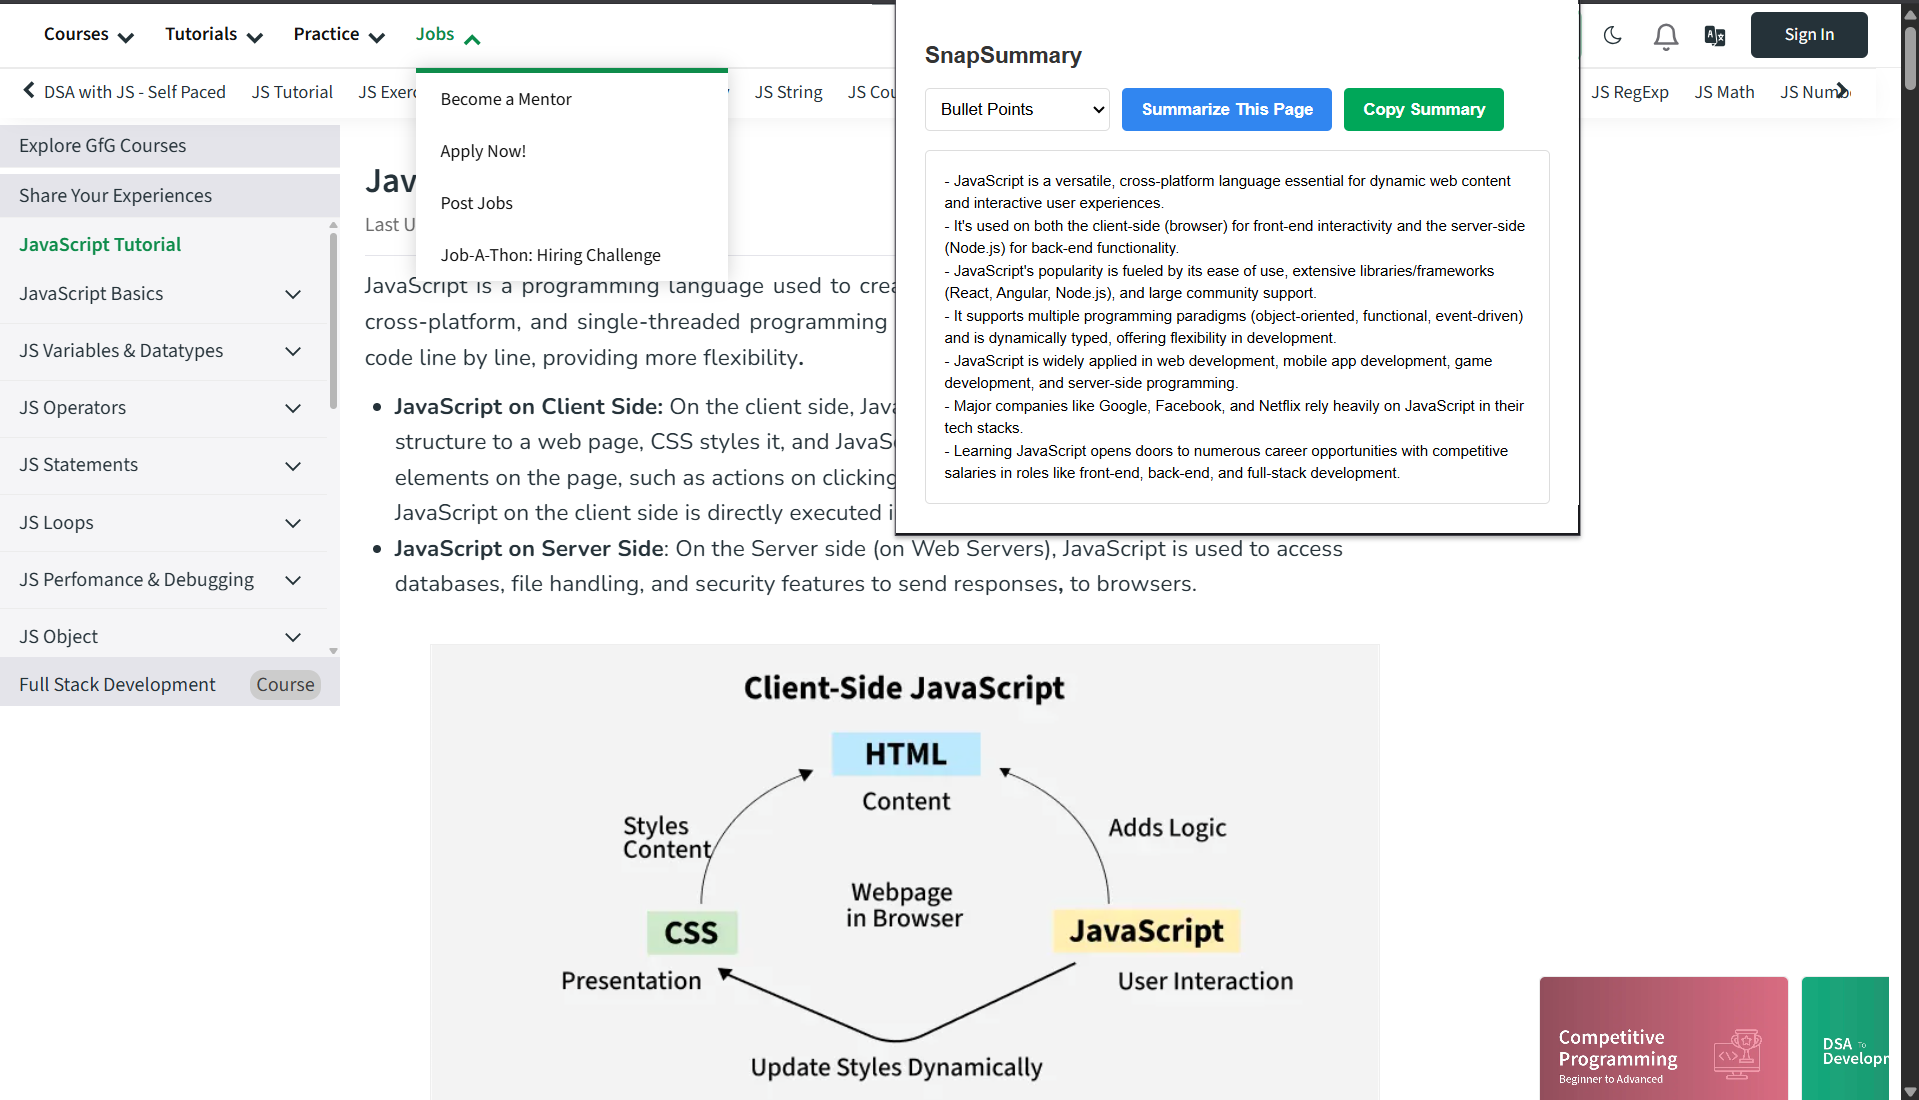 Courses
Tutorials
Practice
Jobs
Sign In
DSA with JS - Self Paced
JS Tutorial
JS Exerc
JS String
JS Cou
JS RegExp
JS Math
JS Numb
Become a Mentor
Apply Now!
Post Jobs
Job-A-Thon: Hiring Challenge
SnapSummary
Bullet Points
Summarize This Page
Copy Summary
- JavaScript is a versatile, cross-platform language essential for dynamic web content
and interactive user experiences.
- It's used on both the client-side (browser) for front-end interactivity and the server-side
(Node.js) for back-end functionality.
- JavaScript's popularity is fueled by its ease of use, extensive libraries/frameworks
(React, Angular, Node.js), and large community support.
- It supports multiple programming paradigms (object-oriented, functional, event-driven)
and is dynamically typed, offering flexibility in development.
- JavaScript is widely applied in web development, mobile app development, game
development, and server-side programming.
- Major companies like Google, Facebook, and Netflix rely heavily on JavaScript in their
tech stacks.
- Learning JavaScript opens doors to numerous career opportunities with competitive
salaries in roles like front-end, back-end, and full-stack development.
Explore GfG Courses
Share Your Experiences
JavaScript Tutorial
JavaScript Basics
JS Variables & Datatypes
JS Operators
JS Statements
JS Loops
JS Perfomance & Debugging
JS Object
Full Stack Development
Course
Jav
Last U
JavaScript is a programming language used to crea
cross-platform, and single-threaded programming
code line by line, providing more flexibility.
JavaScript on Client Side: On the client side, Java
structure to a web page, CSS styles it, and JavaSc
elements on the page, such as actions on clicking
JavaScript on the client side is directly executed i
JavaScript on Server Side: On the Server side (on Web Servers), JavaScript is used to access
databases, file handling, and security features to send responses, to browsers.
Client-Side JavaScript
HTML
Content
Styles
Content
Adds Logic
Webpage
in Browser
CSS
JavaScript
Presentation
User Interaction
Update Styles Dynamically
Competitive
Programming
Beginner to Advanced
DSA To
Developm